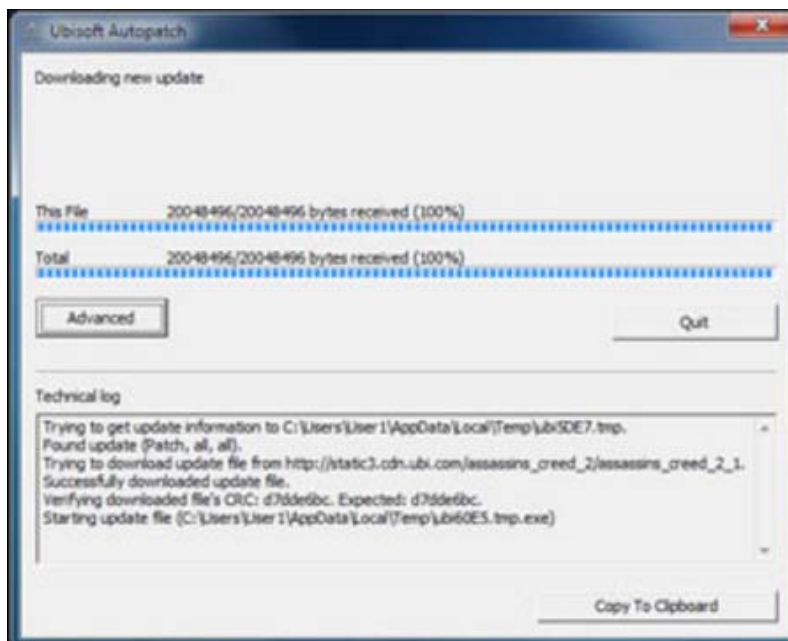 Ubisoft Autopatch
Downloading new update
This File 20048496/20048496 bytes received (100%)
Total 20048496/20048496 bytes received (100%)
Advanced
Quit
Technical log
Trying to get update information to C:\Users\User1\AppData\Local\Temp\ubi5DE7.tmp.
Found update (Patch, all, all).
Trying to download update file from http://static3.cdn.ubi.com/assassins_creed_2/assassins_creed_2_1.
Successfully downloaded update file.
Verifying downloaded file's CRC: d7dde6bc. Expected: d7dde6bc.
Starting update file (C:\Users\User1\AppData\Local\Temp\ubi60E5.tmp.exe)
Copy To Clipboard